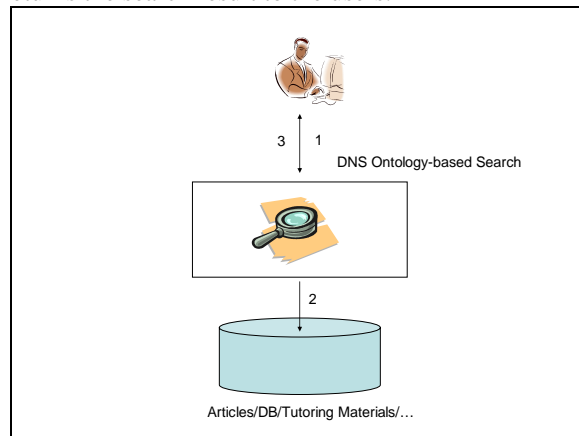 3 1
DNS Ontology-based Search
2
Articles/DB/Tutoring Materials/…